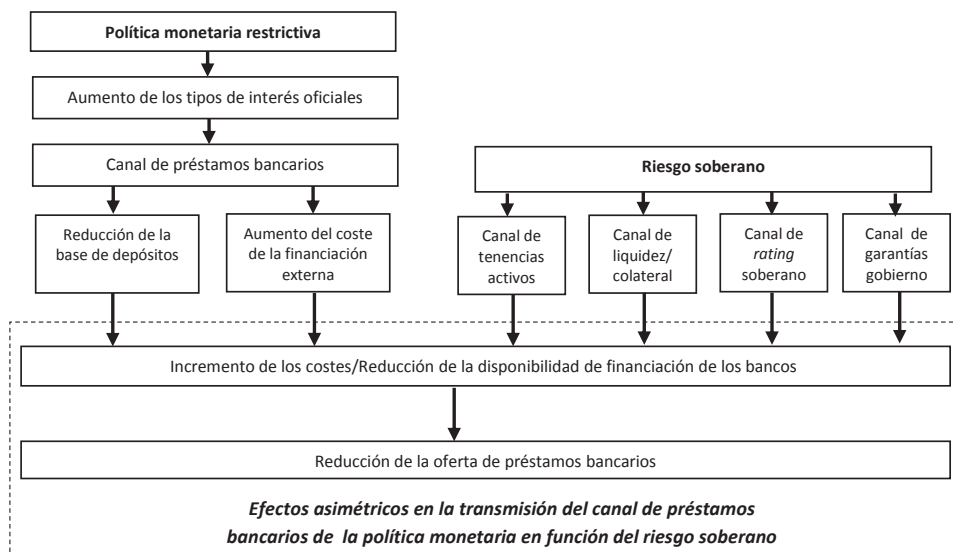 Política monetaria restrictiva
Aumento de los tipos de interés oficiales
Canal de préstamos bancarios
Riesgo soberano
Reducción de la
base de depósitos
Aumento del coste
de la financiación
externa
Canal de
tenencias
activos
Canal de
liquidez/
colateral
Canal de
rating
soberano
Canal de
garantías
gobierno
Incremento de los costes/Reducción de la disponibilidad de financiación de los bancos
Reducción de la oferta de préstamos bancarios
Efectos asimétricos en la transmisión del canal de préstamos
bancarios de la política monetaria en función del riesgo soberano